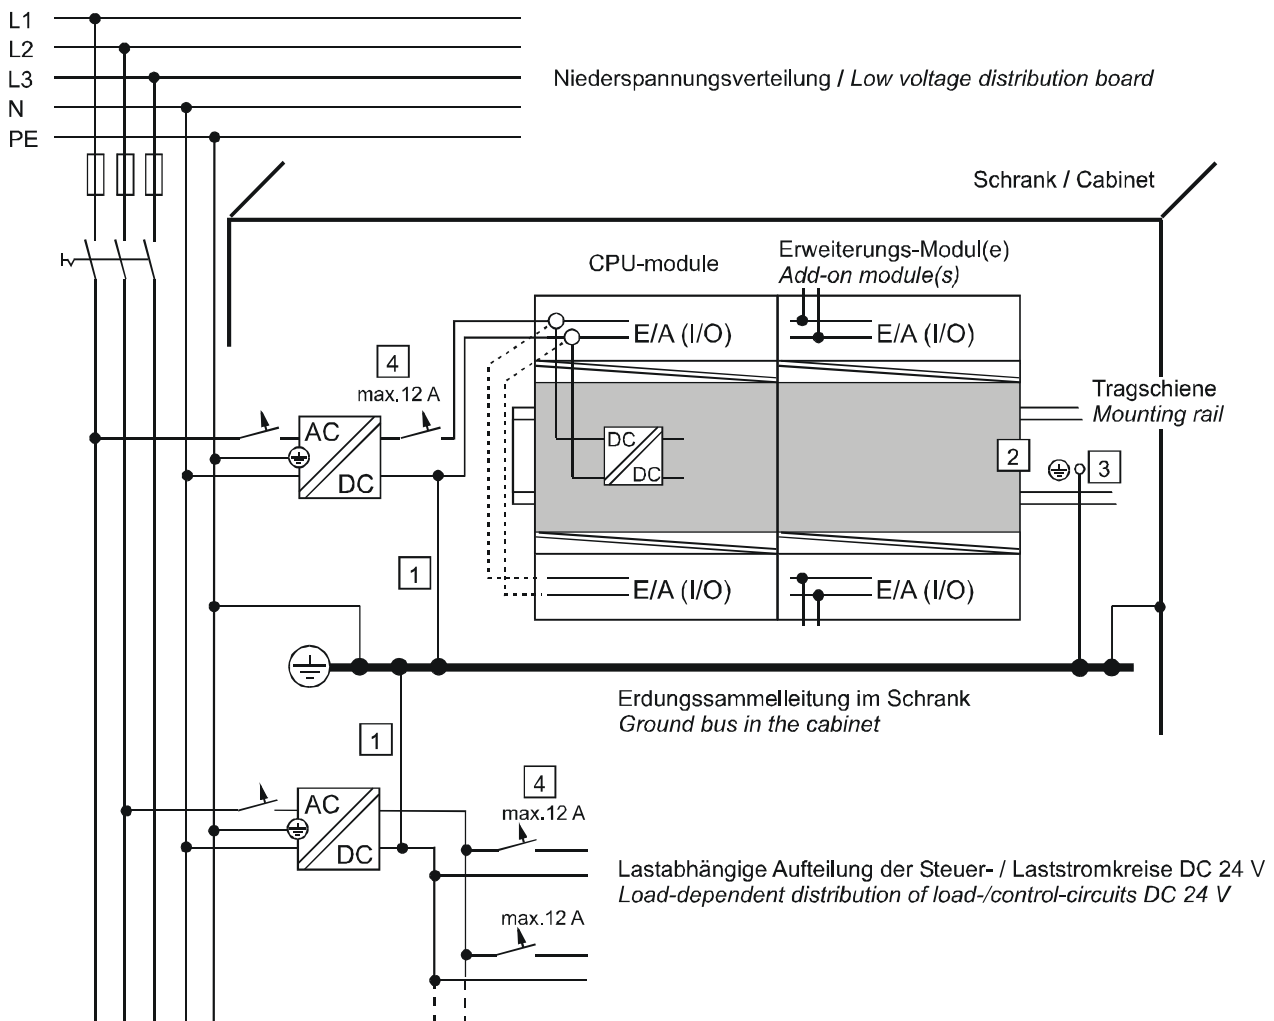 L1
L2
L3
N
PE
Niederspannungsverteilung / Low voltage distribution board
Schrank / Cabinet
CPU-module
Erweiterungs-Modul(e)
Add-on module(s)
E/A (I/O)
E/A (I/O)
4
max.12 A
Tragschiene
Mounting rail
AC
DC
DC
DC
2
3
1
E/A (I/O)
E/A (I/O)
Erdungssammelleitung im Schrank
Ground bus in the cabinet
1
4
max.12 A
AC
DC
Lastabhängige Aufteilung der Steuer- / Laststromkreise DC 24 V
Load-dependent distribution of load-/control-circuits DC 24 V
max.12 A